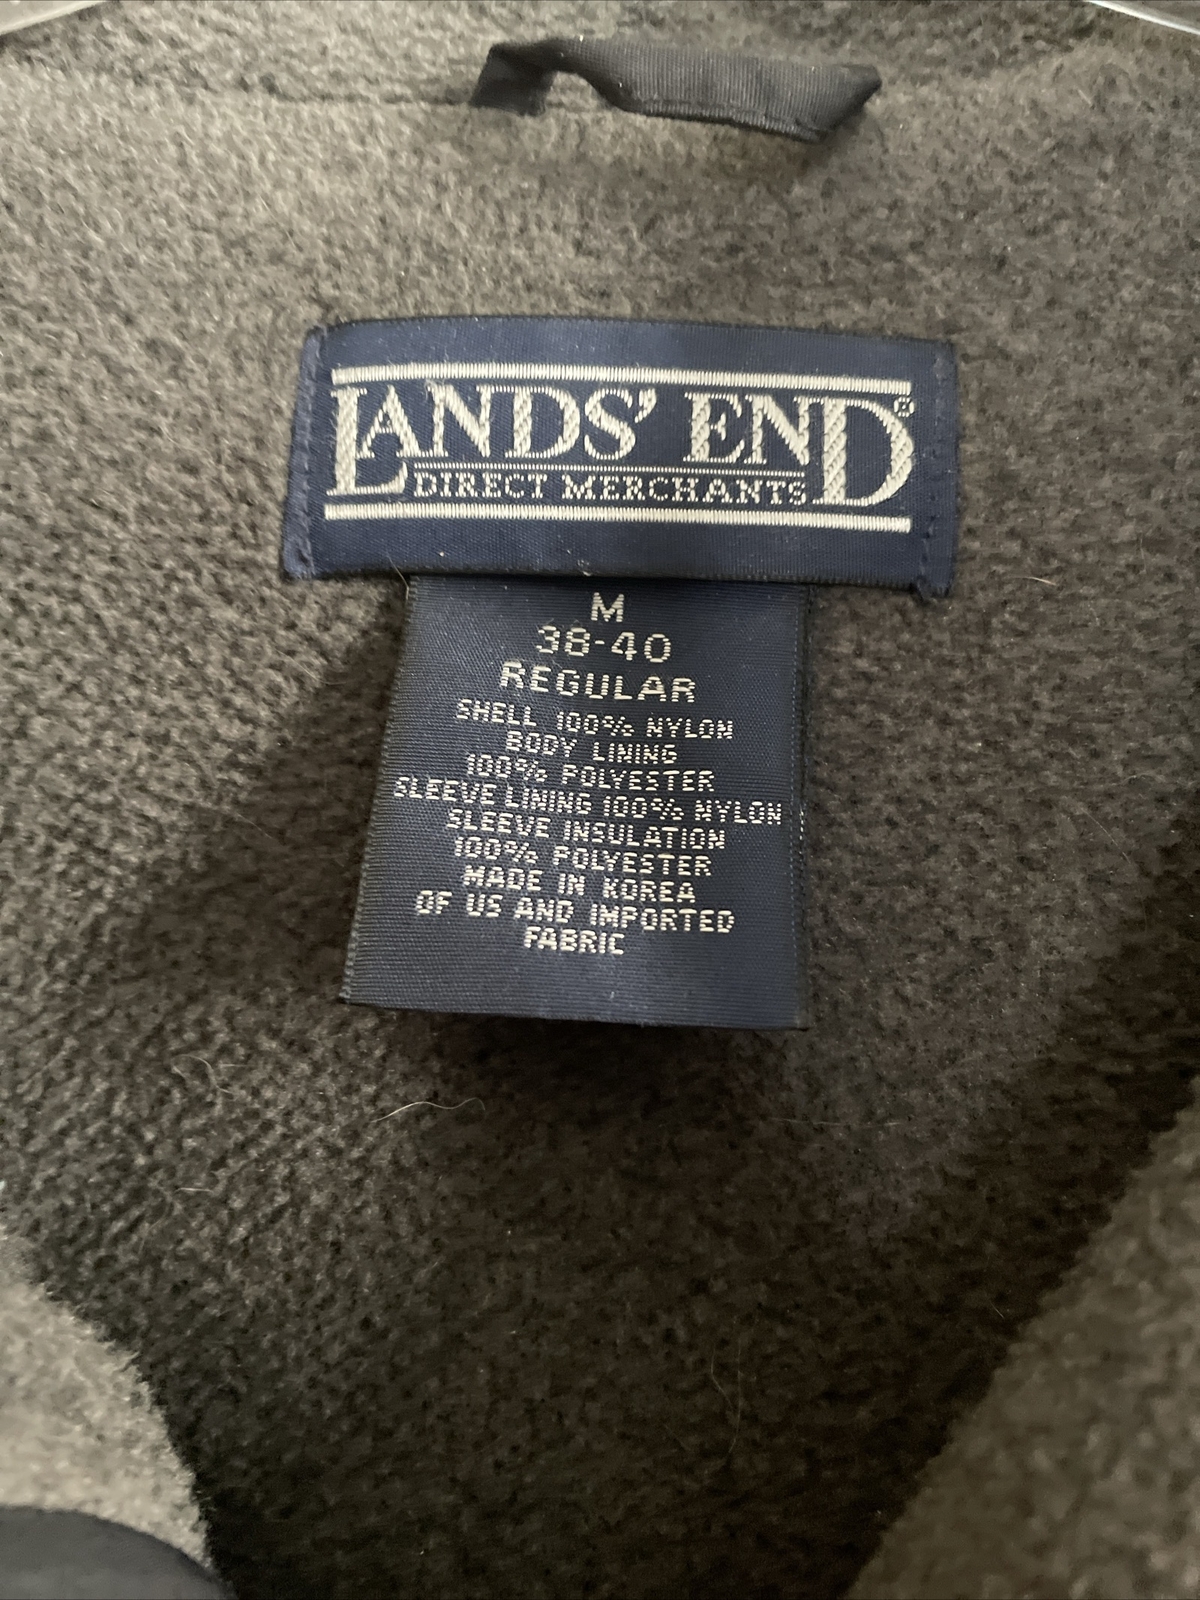 LANDS' END®
DIRECT MERCHANTS
M
38-40
REGULAR
SHELL 100% NYLON
BODY LINING
100% POLYESTER
SLEEVE LINING 100% NYLON
SLEEVE INSULATION
100% POLYESTER
MADE IN KOREA
OF US AND IMPORTED
FABRIC